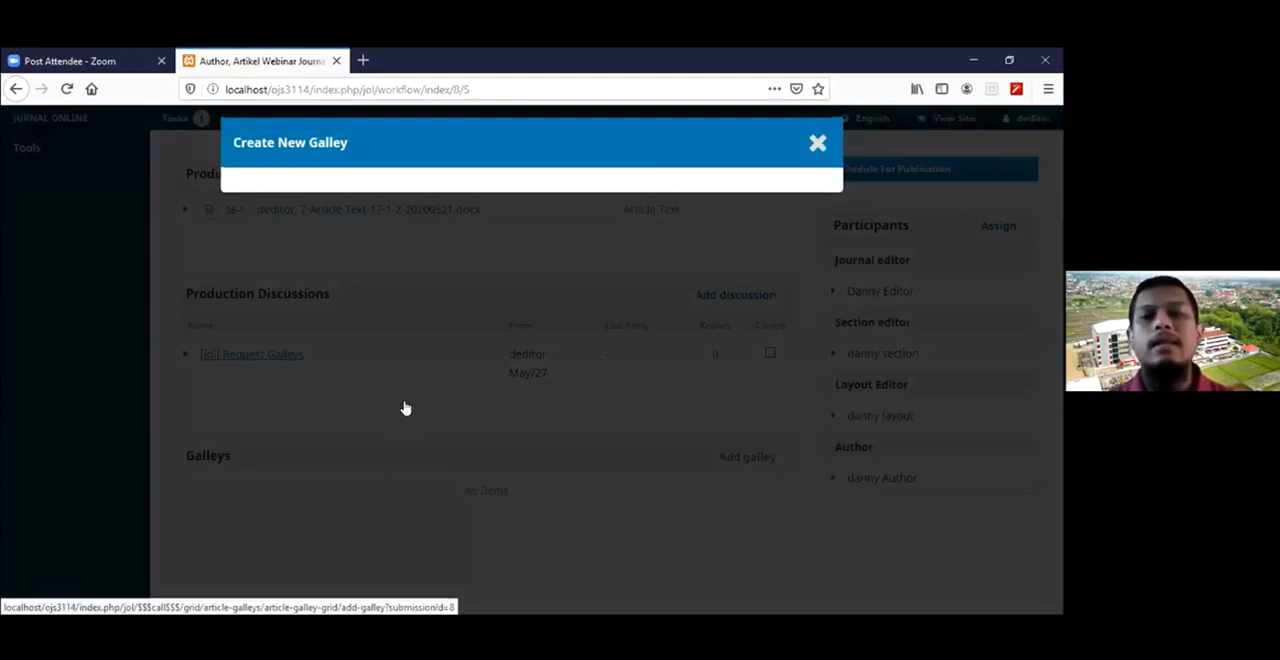 Post Attendee - Zoom
Author, Artikel Webinar Journa
localhost/ojs3114/index.php/jol/workflow/index/8/5
JURNAL ONLINE
Tasks 1
English
View Site
deditor
Tools
Create New Galley
Produ
hedule For Publication
36-1 deditor, 7-Article Text-17-1-2-20200521.docx
Article Text
Participants
Assign
Journal editor
Danny Editor
Section editor
danny section
Layout Editor
danny layout
Author
danny Author
Production Discussions
Add discussion
Name
From
Last Reply
Replies
Closed
[jol] Request Galleys
deditor
May/27
-
0
Galleys
Add galley
Items
localhost/ojs3114/index.php/jol/$$$call$$$/grid/article-galleys/article-galley-grid/add-galley?submissionId=8